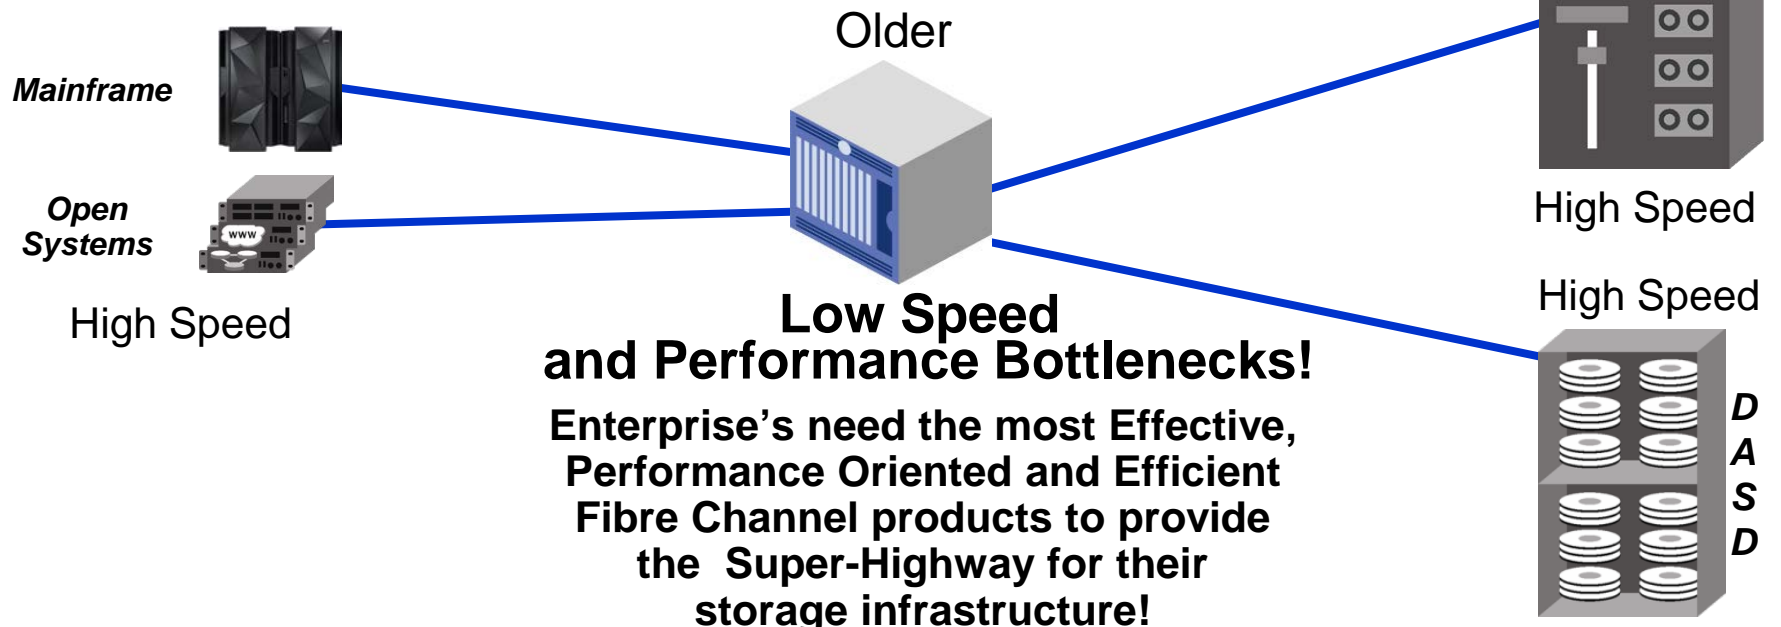 Older
Mainframe
Open
Systems
www
High Speed
High Speed
High Speed
Low Speed
and Performance Bottlenecks!
Enterprise’s need the most Effective,
Performance Oriented and Efficient
Fibre Channel products to provide
the  Super-Highway for their
storage infrastructure!
D
A
S
D